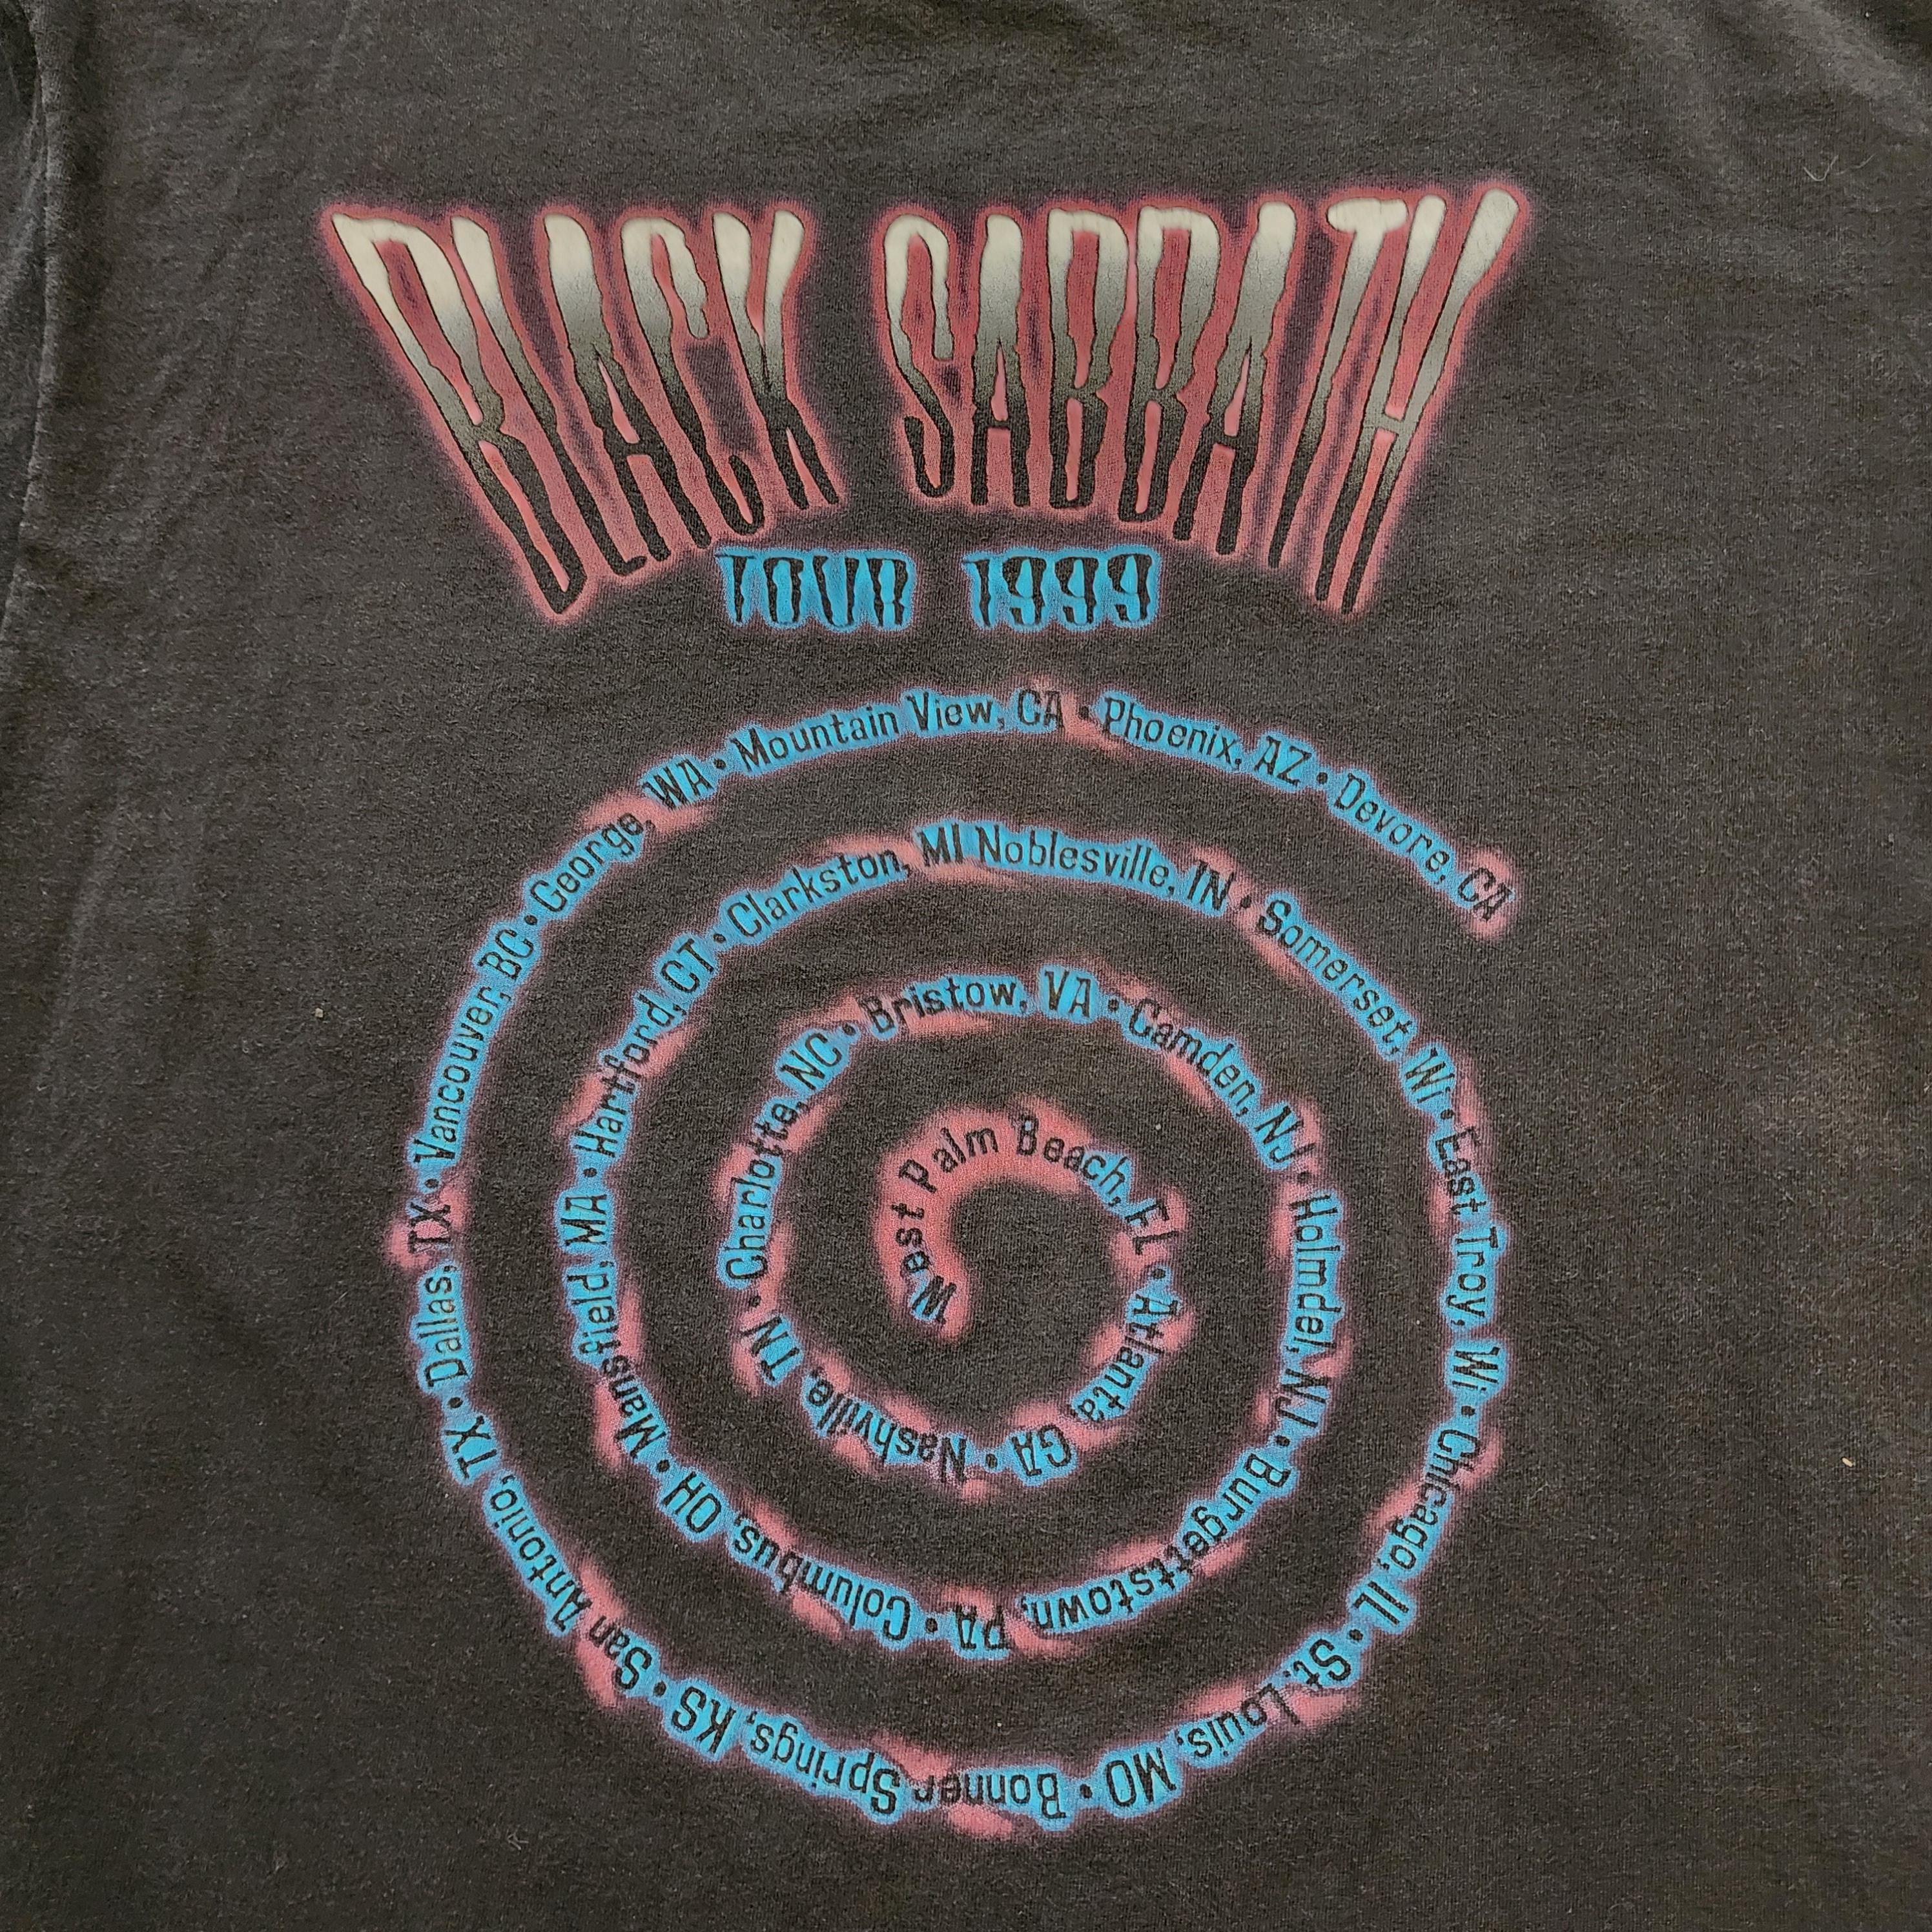 BLACK SABBATH
TOUR 1999
West Palm Beach, FL • Atlanta, GA • Nashville, TN • Charlotte, NC • Bristow, VA • Camden, NJ • Holmdel, NJ • Burgettstown, PA • Columbus, OH • Mansfield, MA • Hartford, CT • Clarkston, MI Noblesville, IN • Somerset, Wi • East Troy, Wi • Chicago, IL • St. Louis, MO • Bonner Springs, KS • San Antonio, TX • Dallas, TX • Vancouver, BC • George, WA • Mountain View, CA • Phoenix, AZ • Devore, CA